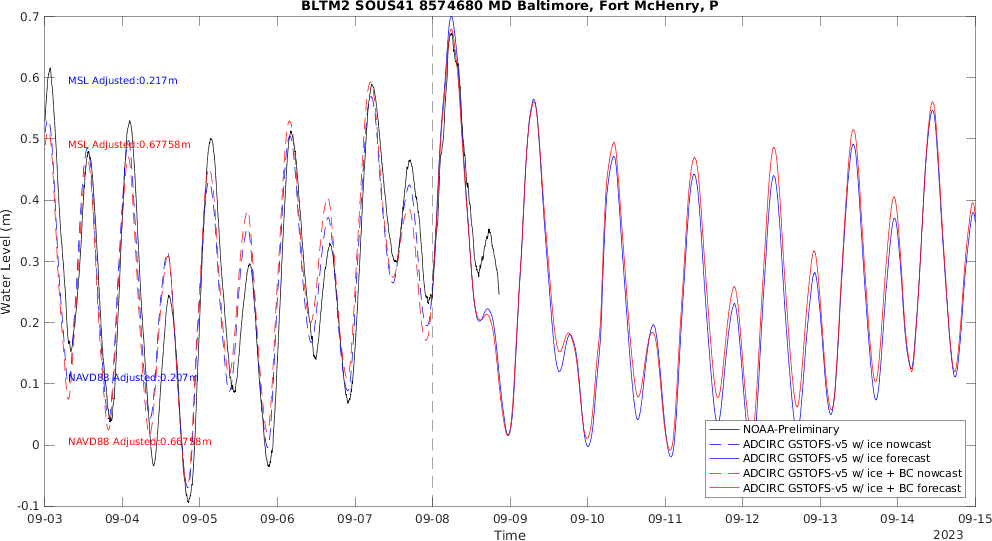 BLTM2 SOUS41 8574680 MD Baltimore, Fort McHenry, P
0.7
0.6
0.5
0.4
0.3
0.2
0.1
0
-0.1
Water Level (m)
MSL Adjusted:0.217m
MSL Adjusted:0.67758m
NAVD88 Adjusted:0.207m
NAVD88 Adjusted:0.66758m
NOAA-Preliminary
ADCIRC GSTOFS-v5 w/ ice nowcast
ADCIRC GSTOFS-v5 w/ ice forecast
ADCIRC GSTOFS-v5 w/ ice + BC nowcast
ADCIRC GSTOFS-v5 w/ ice + BC forecast
09-03 09-04 09-05 09-06 09-07 09-08 09-09 09-10 09-11 09-12 09-13 09-14 09-15
Time
2023